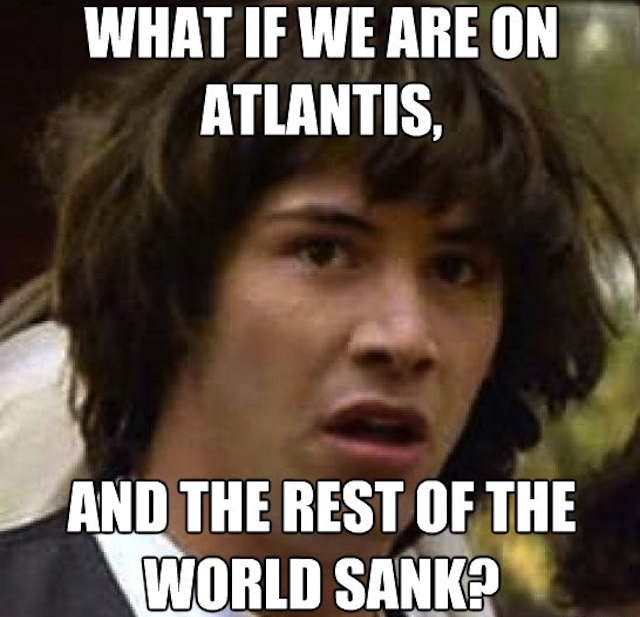 WHAT IF WE ARE ON
ATLANTIS,
AND THE REST OF THE
WORLD SANK?